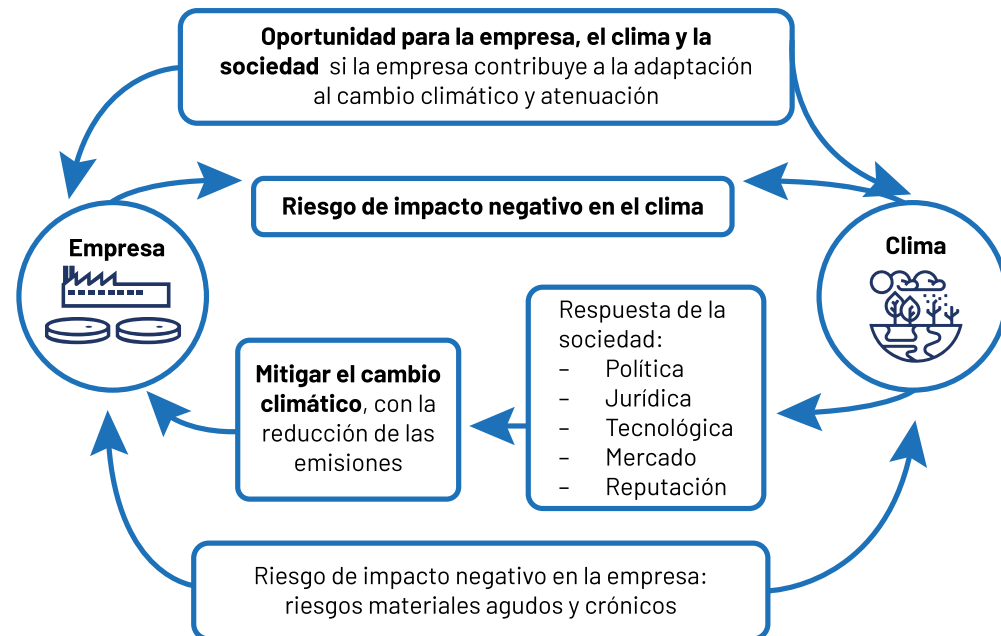 Oportunidad para la empresa, el clima y la
sociedad si la empresa contribuye a la adaptación
al cambio climático y atenuación
Riesgo de impacto negativo en el clima
Empresa
Clima
Respuesta de la
sociedad:
– Política
– Jurídica
– Tecnológica
– Mercado
– Reputación
Mitigar el cambio
climático, con la
reducción de las
emisiones
Riesgo de impacto negativo en la empresa:
riesgos materiales agudos y crónicos